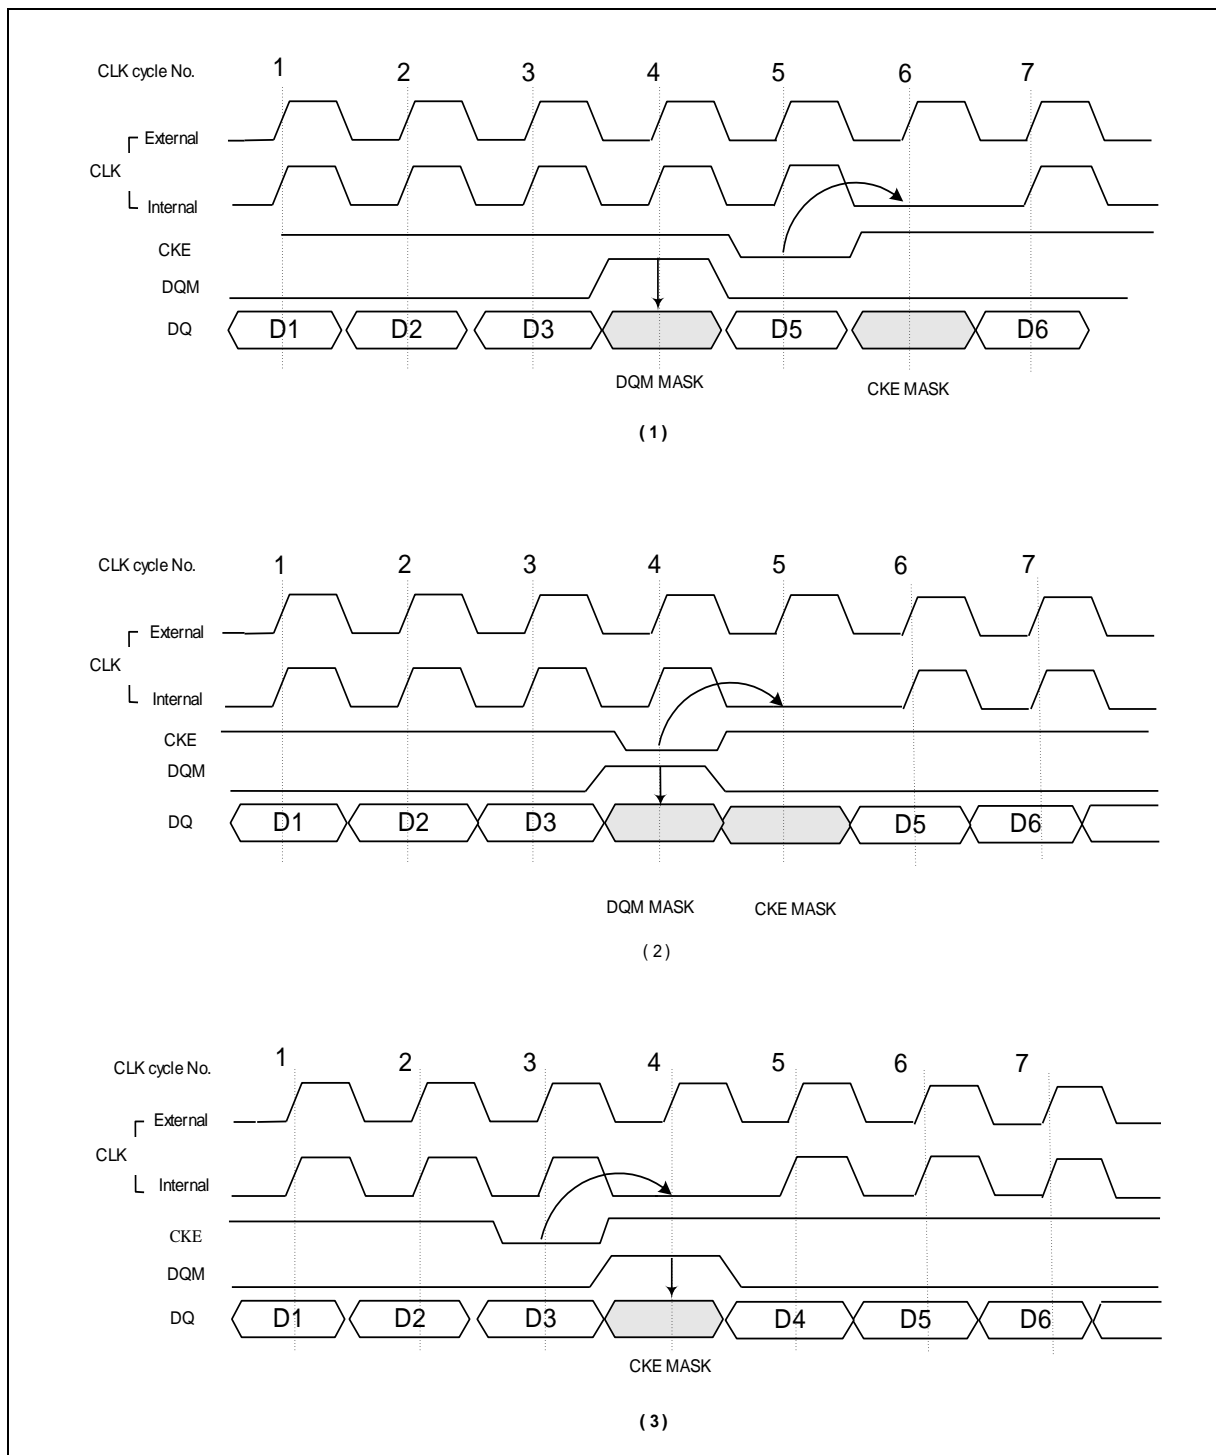 CLK cycle No. 1 2 3 4 5 6 7
External
CLK
Internal
CKE
DQM
DQ D1 D2 D3 D5 D6
DQM MASK CKE MASK
( 1 )
CLK cycle No. 1 2 3 4 5 6 7
External
CLK
Internal
CKE
DQM
DQ D1 D2 D3 D5 D6
DQM MASK CKE MASK
( 2 )
CLK cycle No. 1 2 3 4 5 6 7
External
CLK
Internal
CKE
DQM
DQ D1 D2 D3 D4 D5 D6
CKE MASK
( 3 )